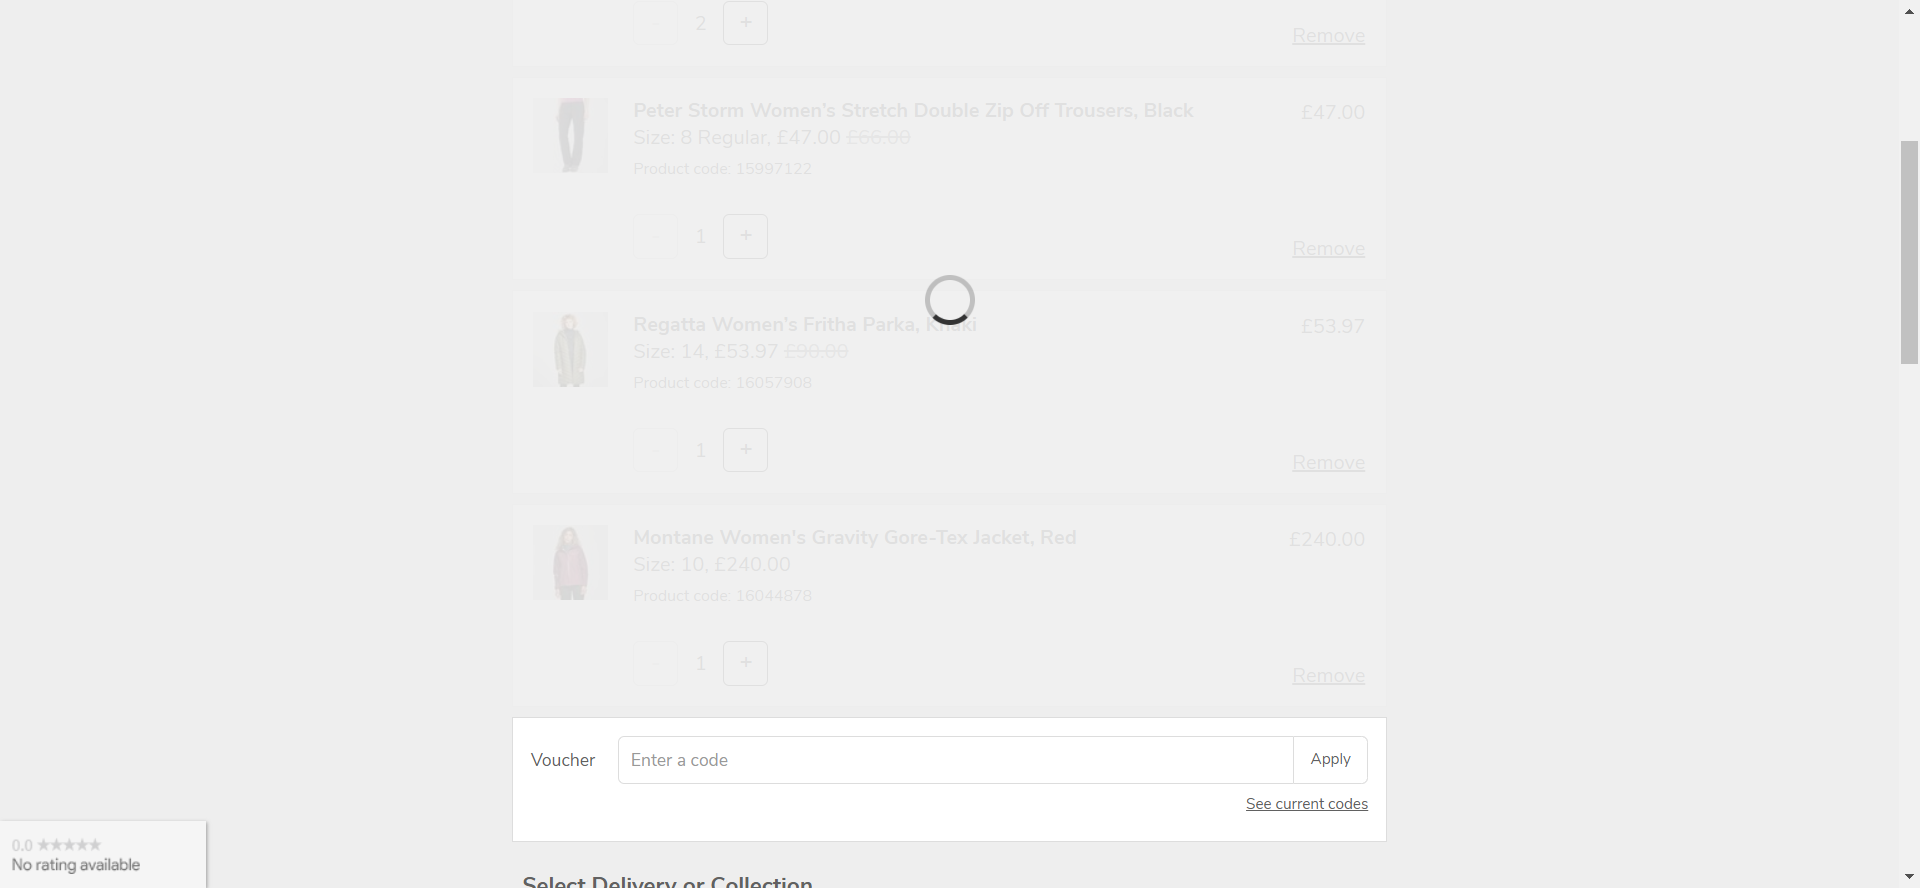 2 +
Remove
Peter Storm Women's Stretch Double Zip Off Trousers, Black
£47.00
Size: 8 Regular, £47.00 £66.00
Product code: 15997122
1 +
Remove
Regatta Women's Fritha Parka, Khaki
£53.97
Size: 14, £53.97 £90.00
Product code: 16057908
1 +
Remove
Montane Women's Gravity Gore-Tex Jacket, Red
£240.00
Size: 10, £240.00
Product code: 16044878
1 +
Remove
Voucher
Enter a code
Apply
See current codes
0.0 ★★★★★
No rating available
Select Delivery or Collection